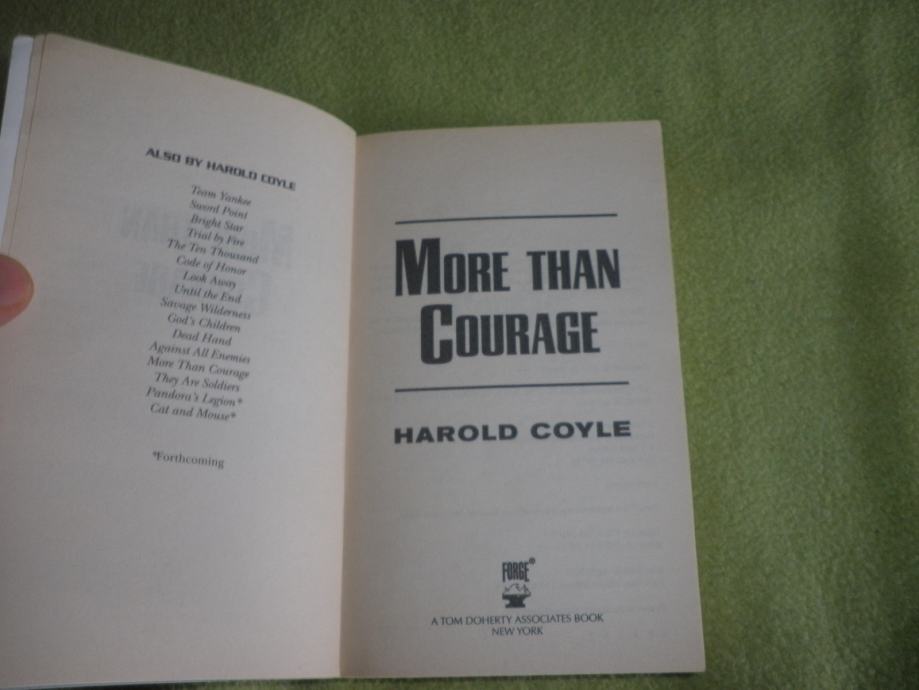 ALSO BY HAROLD COYLE
Team Yankee
Sword Point
Bright Star
Trial by Fire
The Ten Thousand
Code of Honor
Look Away
Until the End
Savage Wilderness
God's Children
Dead Hand
Against All Enemies
More Than Courage
They Are Soldiers
Pandora's Legion*
Cat and Mouse*
*Forthcoming
MORE THAN
COURAGE
HAROLD COYLE
FORGE®
A TOM DOHERTY ASSOCIATES BOOK
NEW YORK